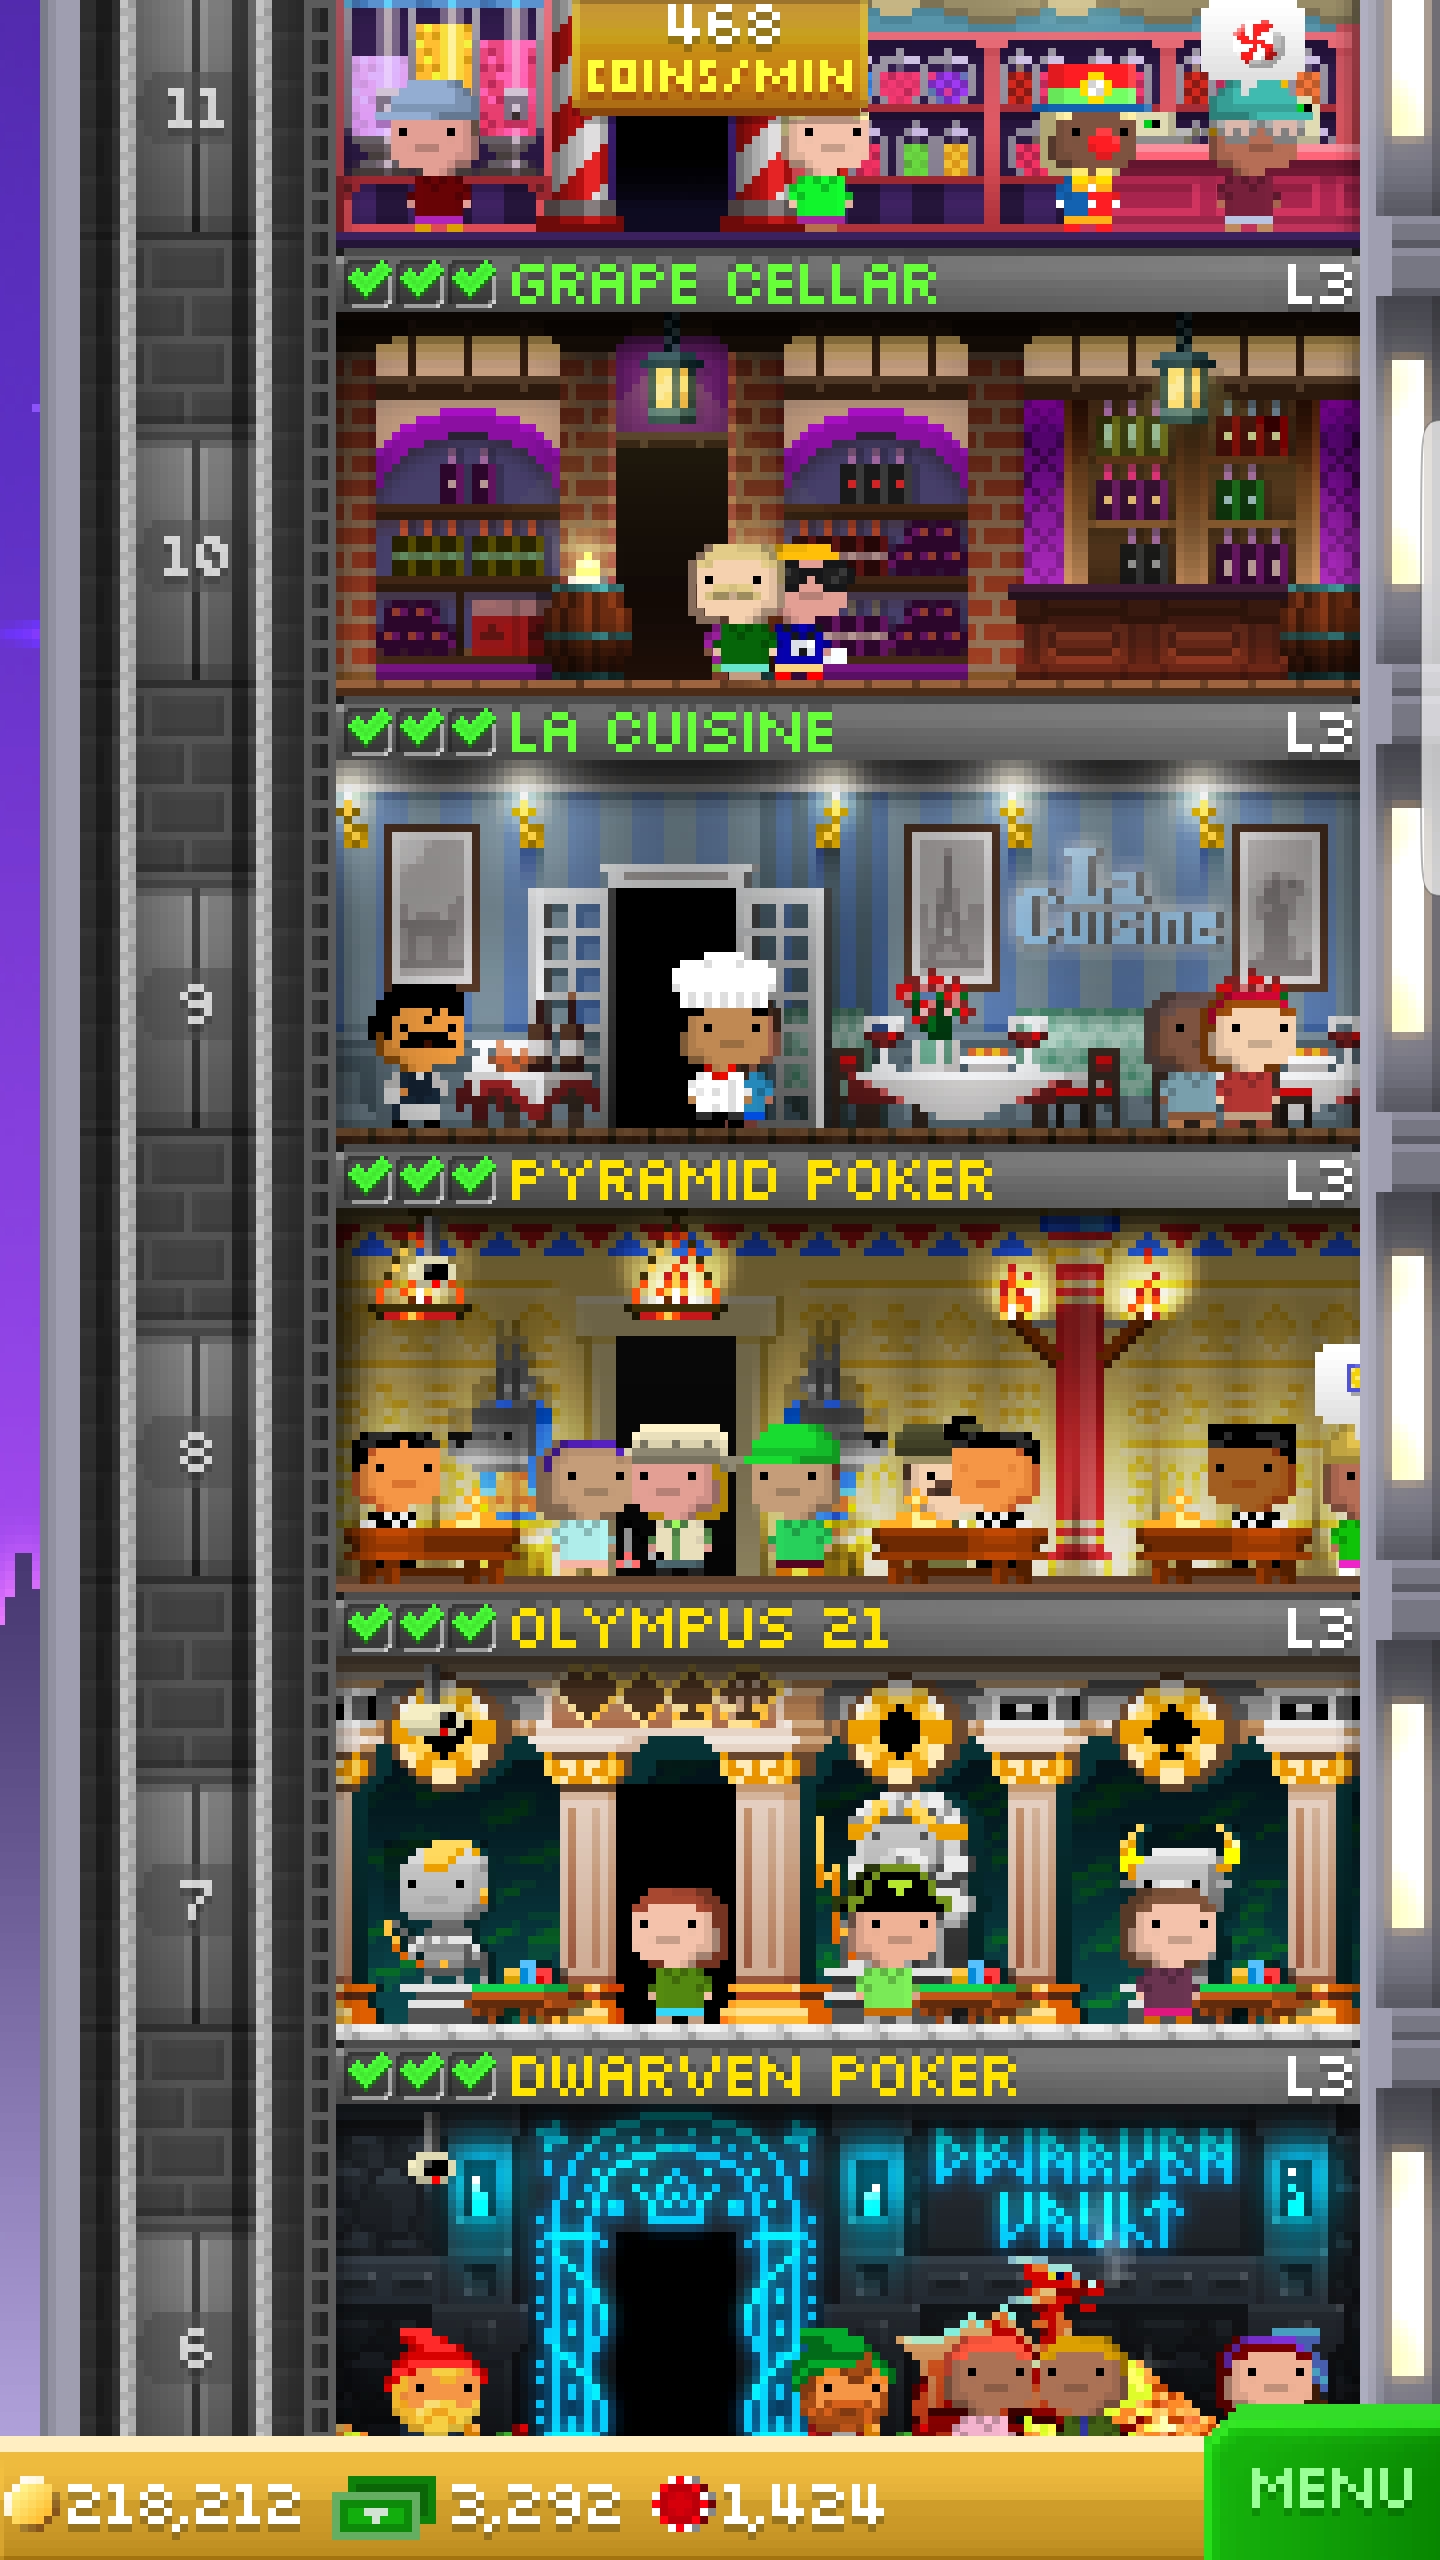 468
COINS/MIN
11
GRAPE CELLAR L3
10
LA CUISINE L3
La
Cuisine
9
PYRAMID POKER L3
8
OLYMPUS 21 L3
7
DWARVEN POKER L3
DWARVEN
VAULT
6
218,212 3,292 1,424 MENU